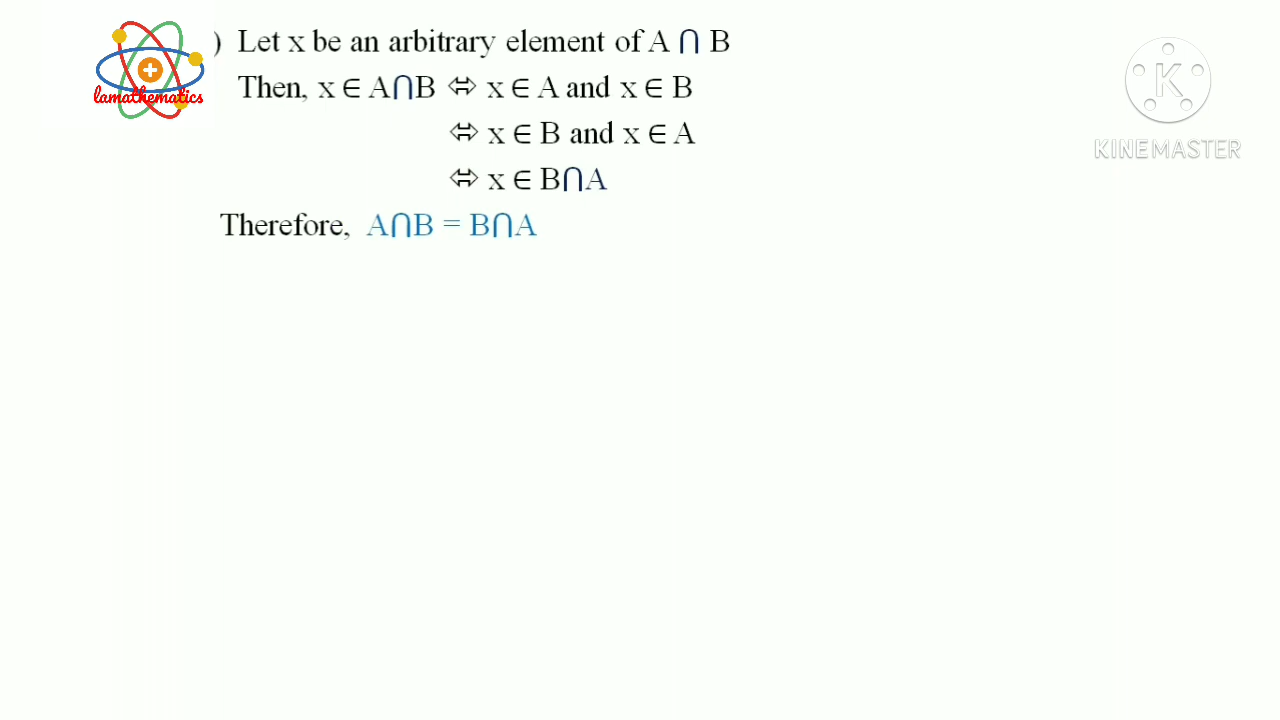 ) Let x be an arbitrary element of A ⋂ B
Then, x ∈ A⋂B ⬄ x ∈ A and x ∈ B
⬄ x ∈ B and x ∈ A
⬄ x ∈ B⋂A
Therefore, A⋂B = B⋂A
lamathematics
K
KINEMASTER